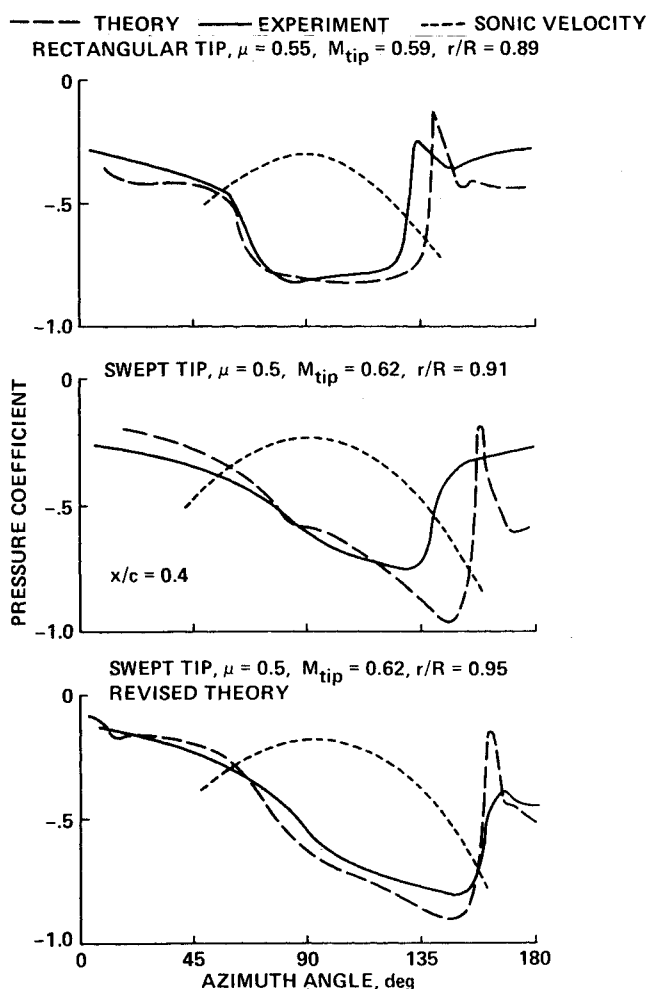 THEORY EXPERIMENT SONIC VELOCITY
RECTANGULAR TIP, μ = 0.55, Mtip = 0.59, r/R = 0.89
0
-.5
-1.0
SWEPT TIP, μ = 0.5, Mtip = 0.62, r/R = 0.91
0
-.5
x/c = 0.4
-1.0
PRESSURE COEFFICIENT
SWEPT TIP, μ = 0.5, Mtip = 0.62, r/R = 0.95
REVISED THEORY
0
-.5
-1.0
0 45 90 135 180
AZIMUTH ANGLE, deg